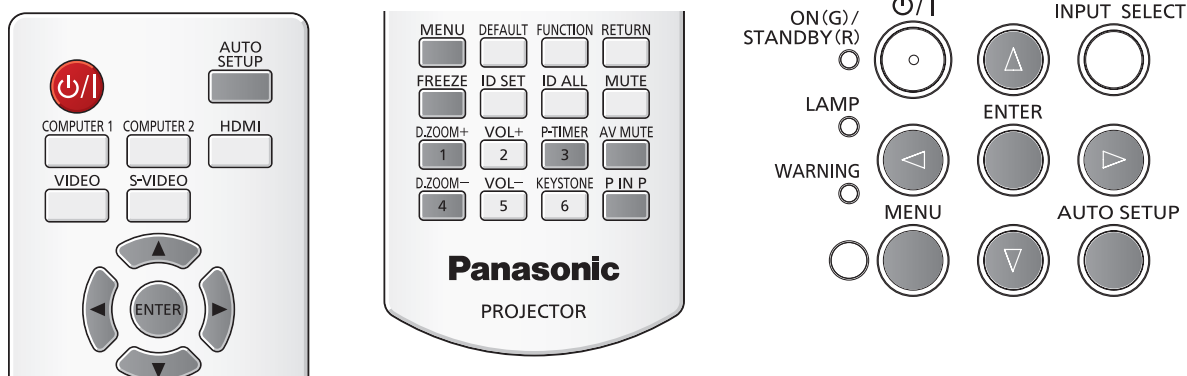 AUTO
SETUP
COMPUTER 1 COMPUTER 2 HDMI
VIDEO S-VIDEO
ENTER
MENU DEFAULT FUNCTION RETURN
FREEZE ID SET ID ALL MUTE
D.ZOOM+ VOL+ P-TIMER AV MUTE
1 2 3
D.ZOOM− VOL− KEYSTONE P IN P
4 5 6
Panasonic
PROJECTOR
ON(G)/
STANDBY(R)
INPUT SELECT
LAMP
ENTER
WARNING
MENU
AUTO SETUP